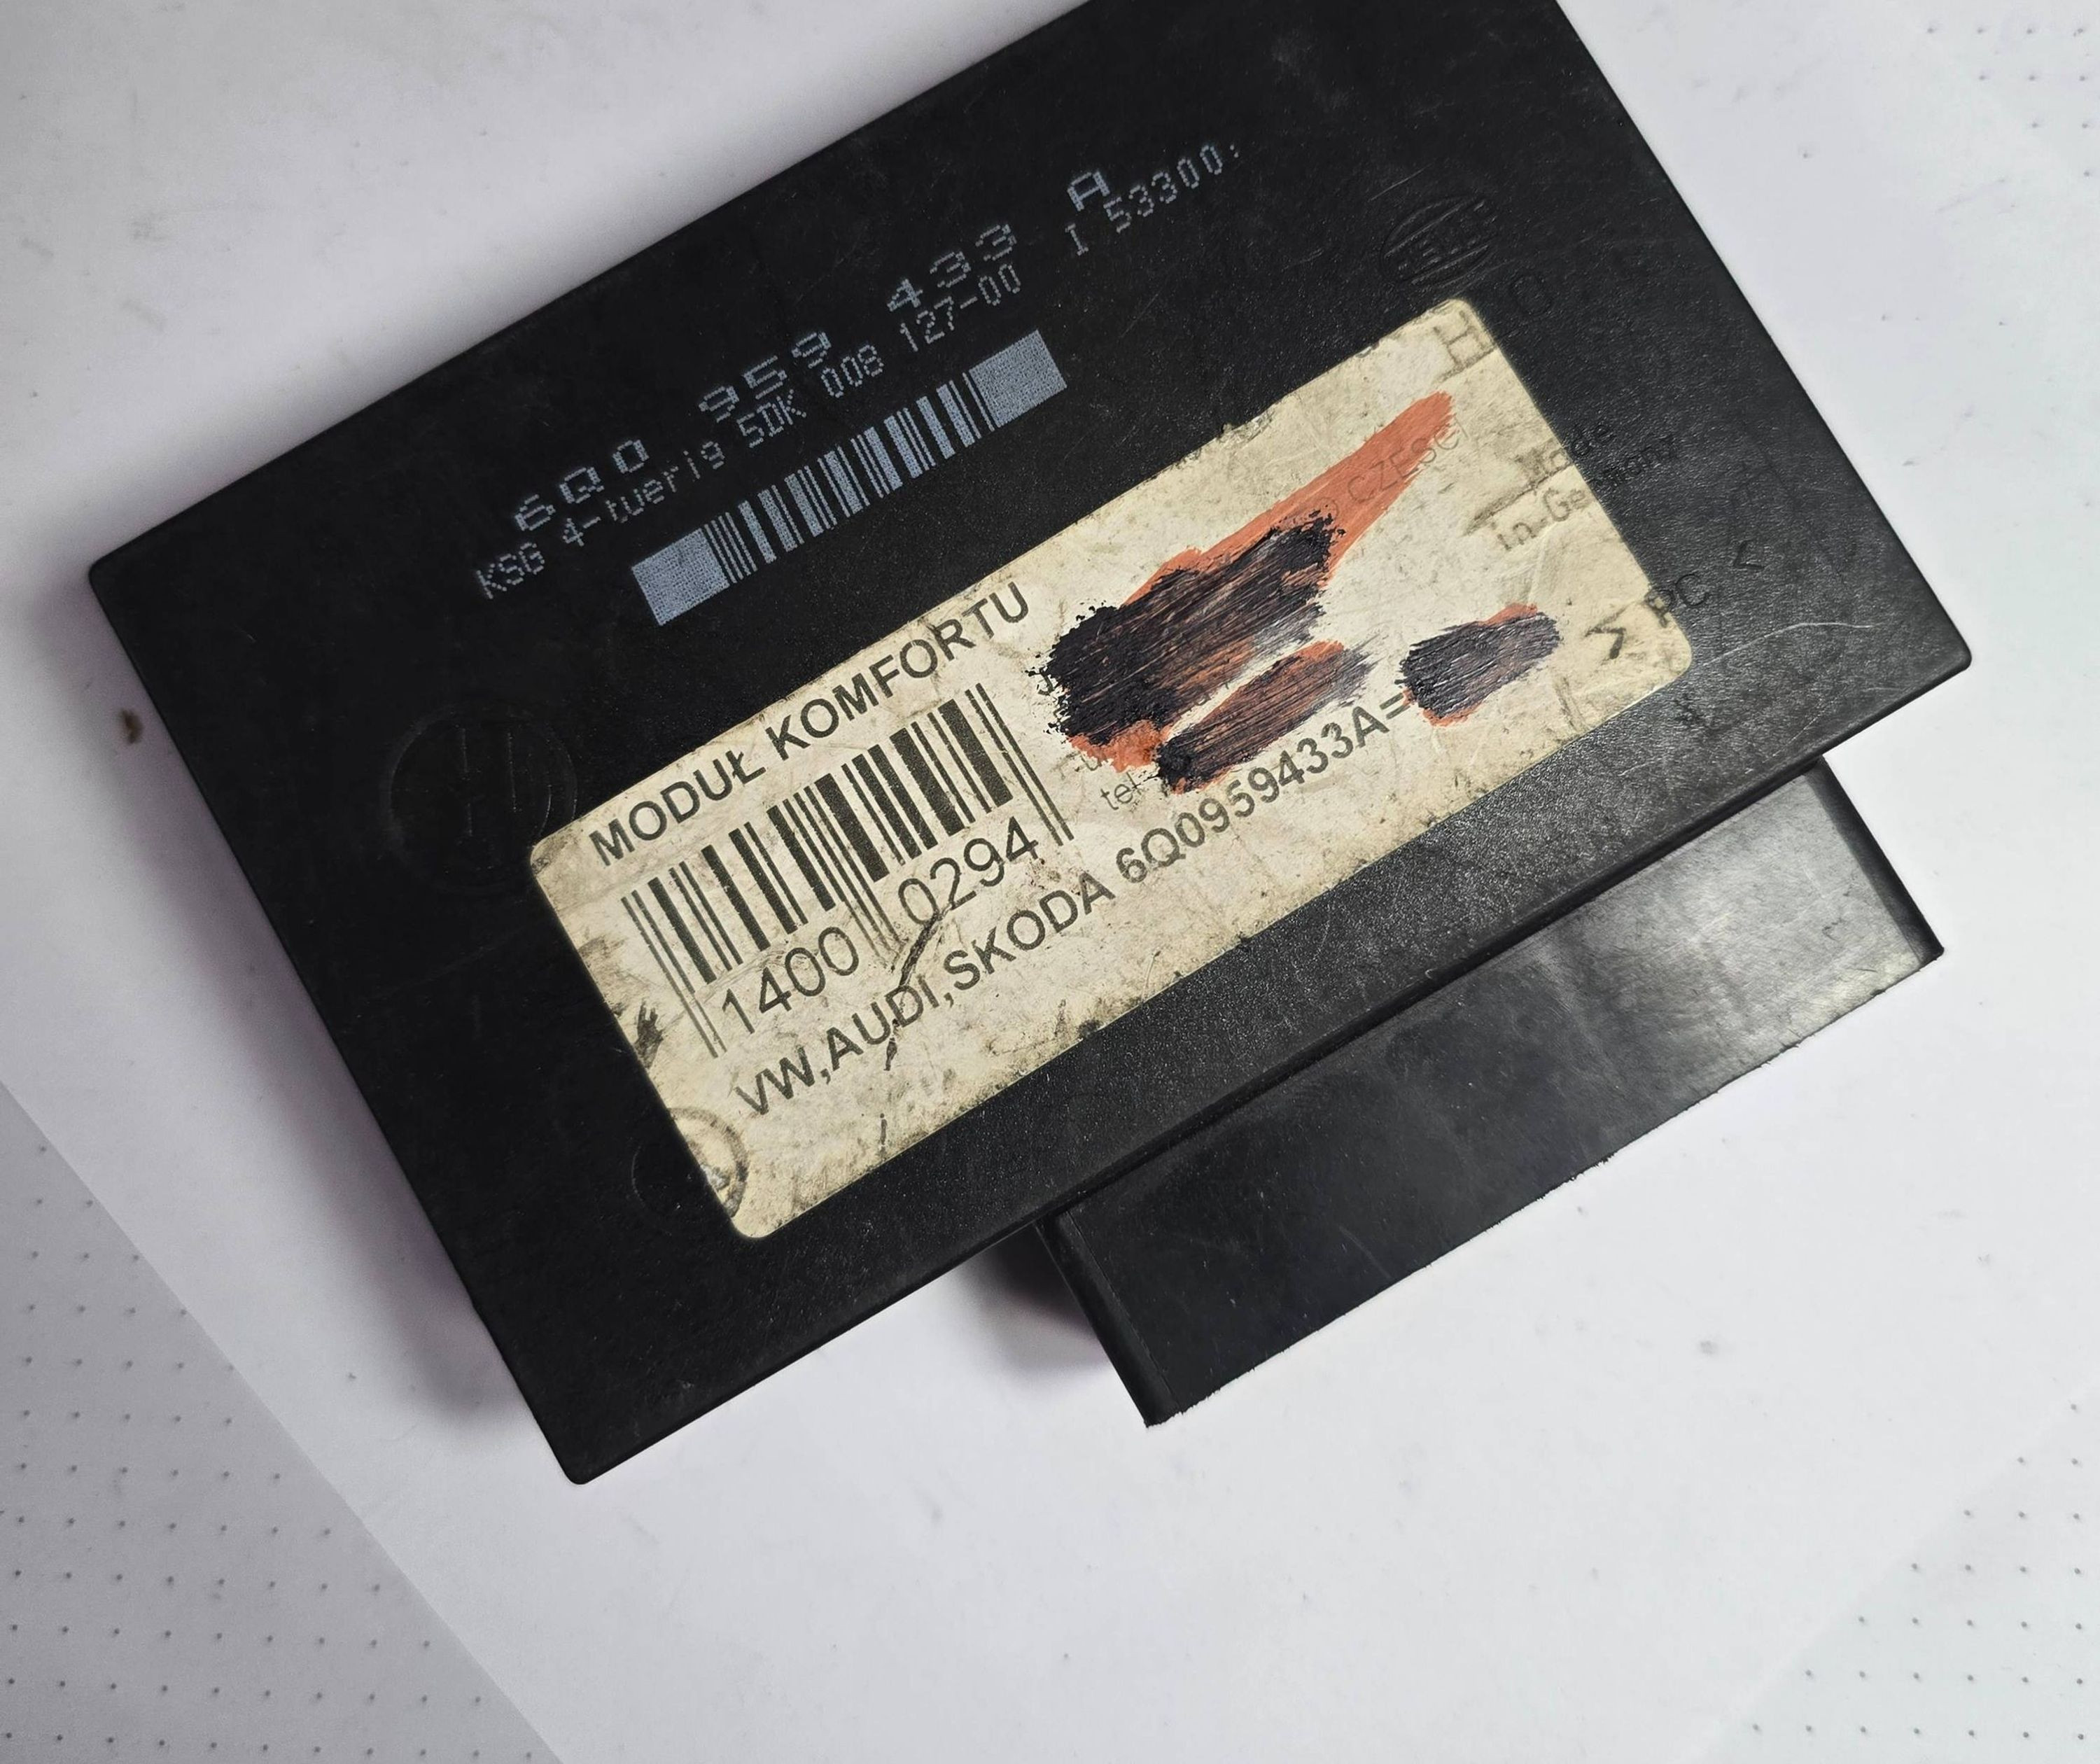 6Q0 959 433 A
KSG 4-tuerig 5DK 008 127-00 I 53300
HELLA
Made
in Germany
> PC <
MODUŁ KOMFORTU
1400 0294
tel
VW,AUDI,SKODA 6Q0959433A=